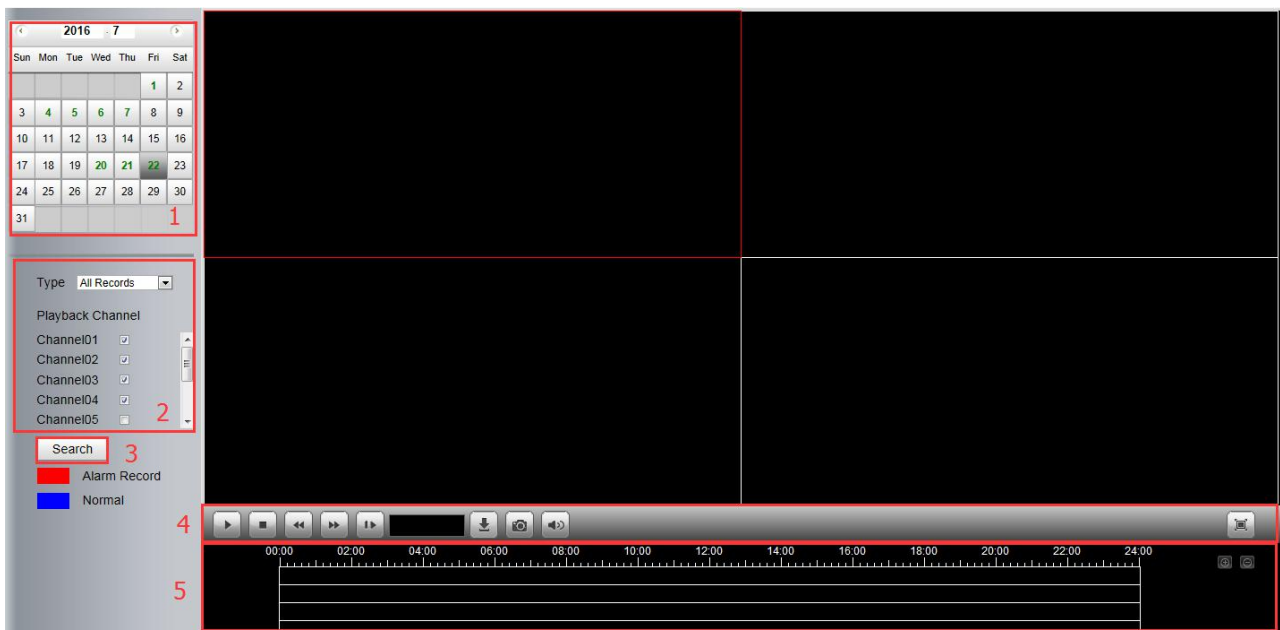 2016 . 7
Sun Mon Tue Wed Thu Fri Sat
1 2
3 4 5 6 7 8 9
10 11 12 13 14 15 16
17 18 19 20 21 22 23
24 25 26 27 28 29 30
31
1
Type All Records
Playback Channel
Channel01
Channel02
Channel03
Channel04
Channel05
2
Search
3
Alarm Record
Normal
4
00:00 02:00 04:00 06:00 08:00 10:00 12:00 14:00 16:00 18:00 20:00 22:00 24:00
5